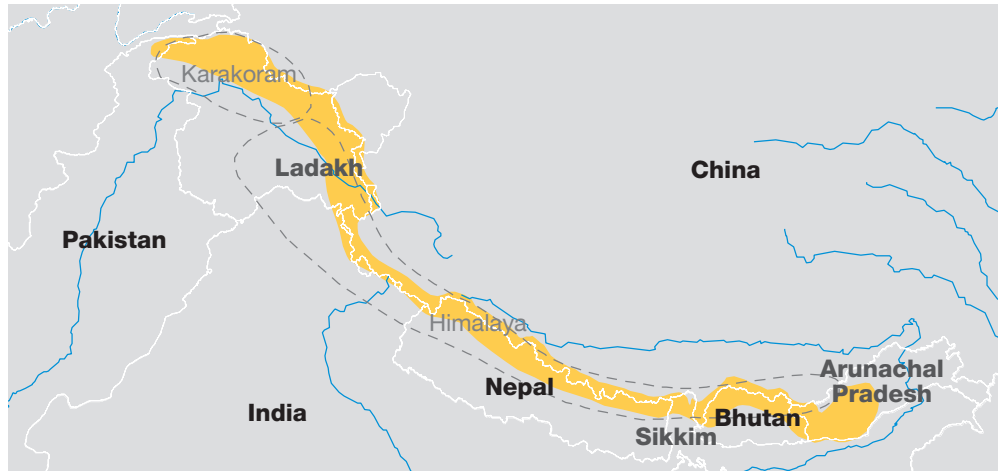 Karakoram
Ladakh
China
Pakistan
Himalaya
Arunachal
Pradesh
Nepal
India
Bhutan
Sikkim